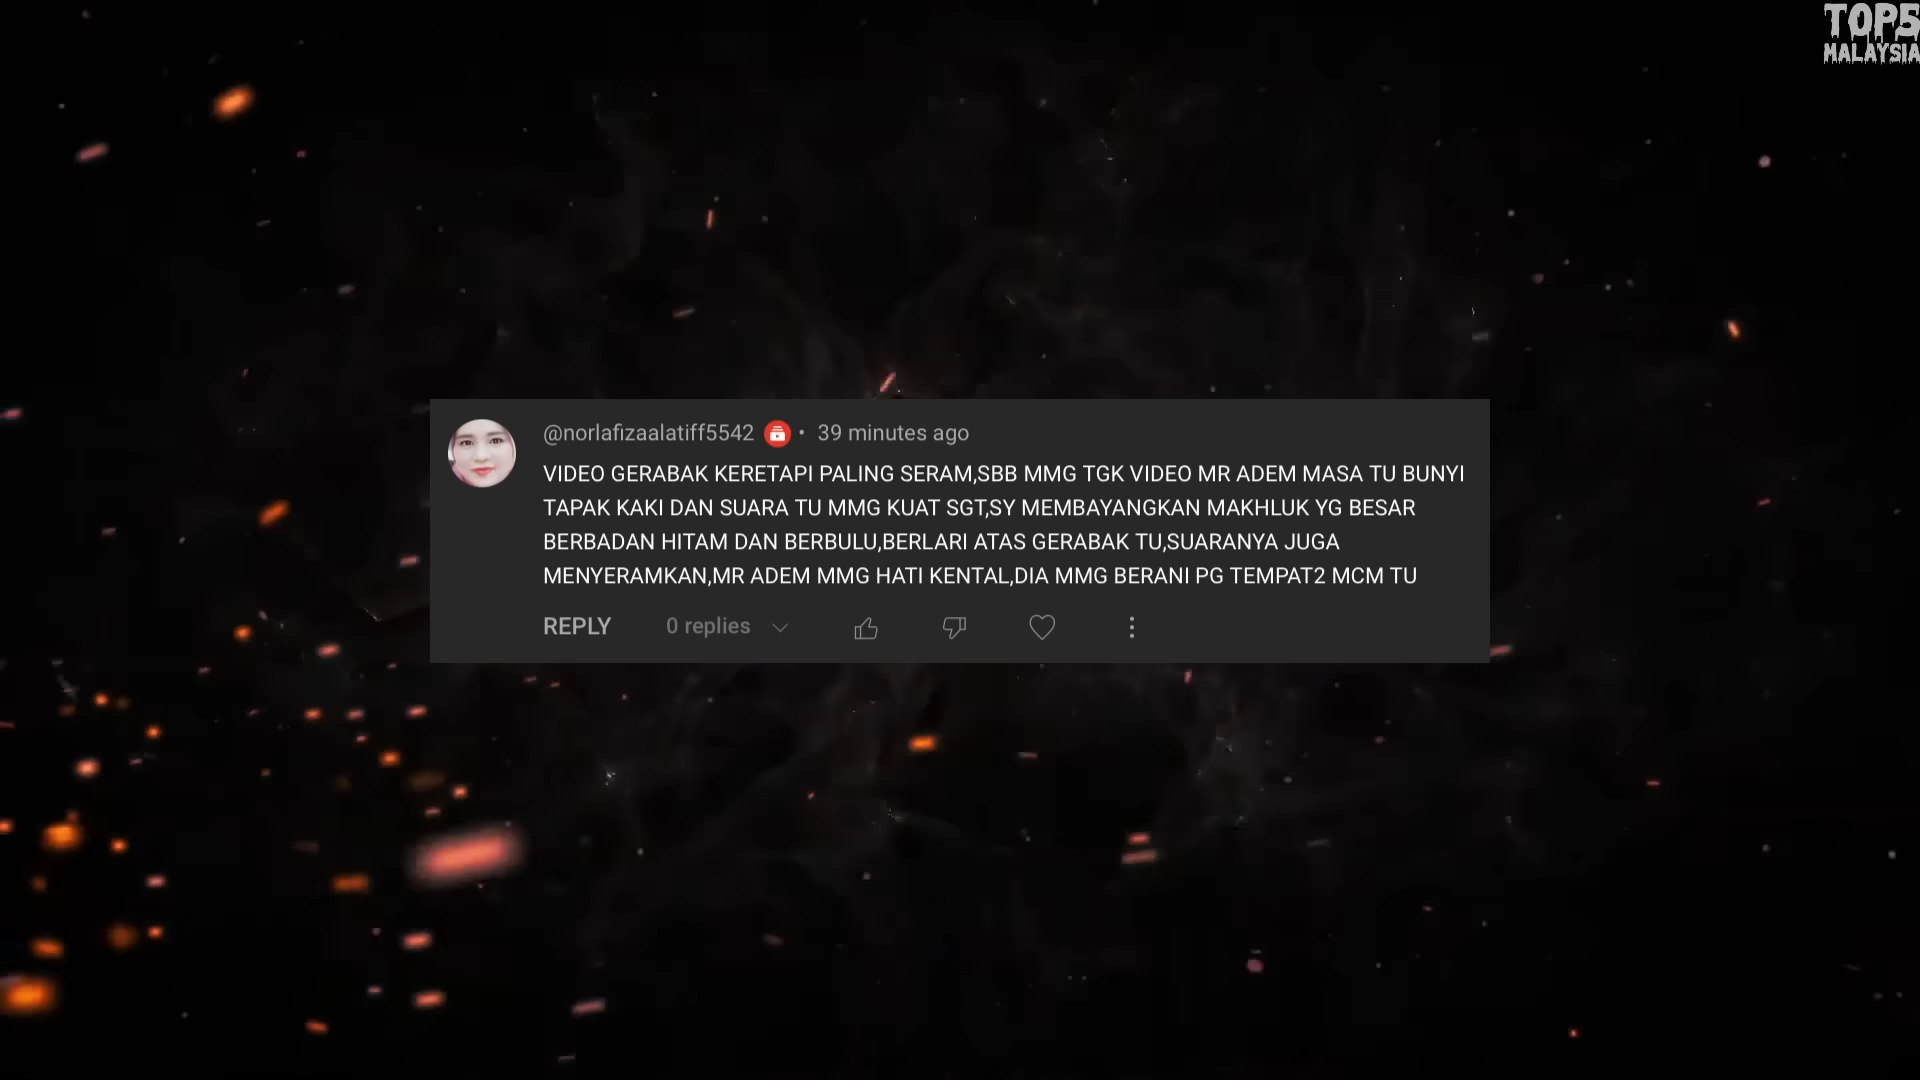 TOP5
MALAYSIA
@norlafizaalatiff5542 • 39 minutes ago
VIDEO GERABAK KERETAPI PALING SERAM,SBB MMG TGK VIDEO MR ADEM MASA TU BUNYI
TAPAK KAKI DAN SUARA TU MMG KUAT SGT,SY MEMBAYANGKAN MAKHLUK YG BESAR
BERBADAN HITAM DAN BERBULU,BERLARI ATAS GERABAK TU,SUARANYA JUGA
MENYERAMKAN,MR ADEM MMG HATI KENTAL,DIA MMG BERANI PG TEMPAT2 MCM TU
REPLY 0 replies